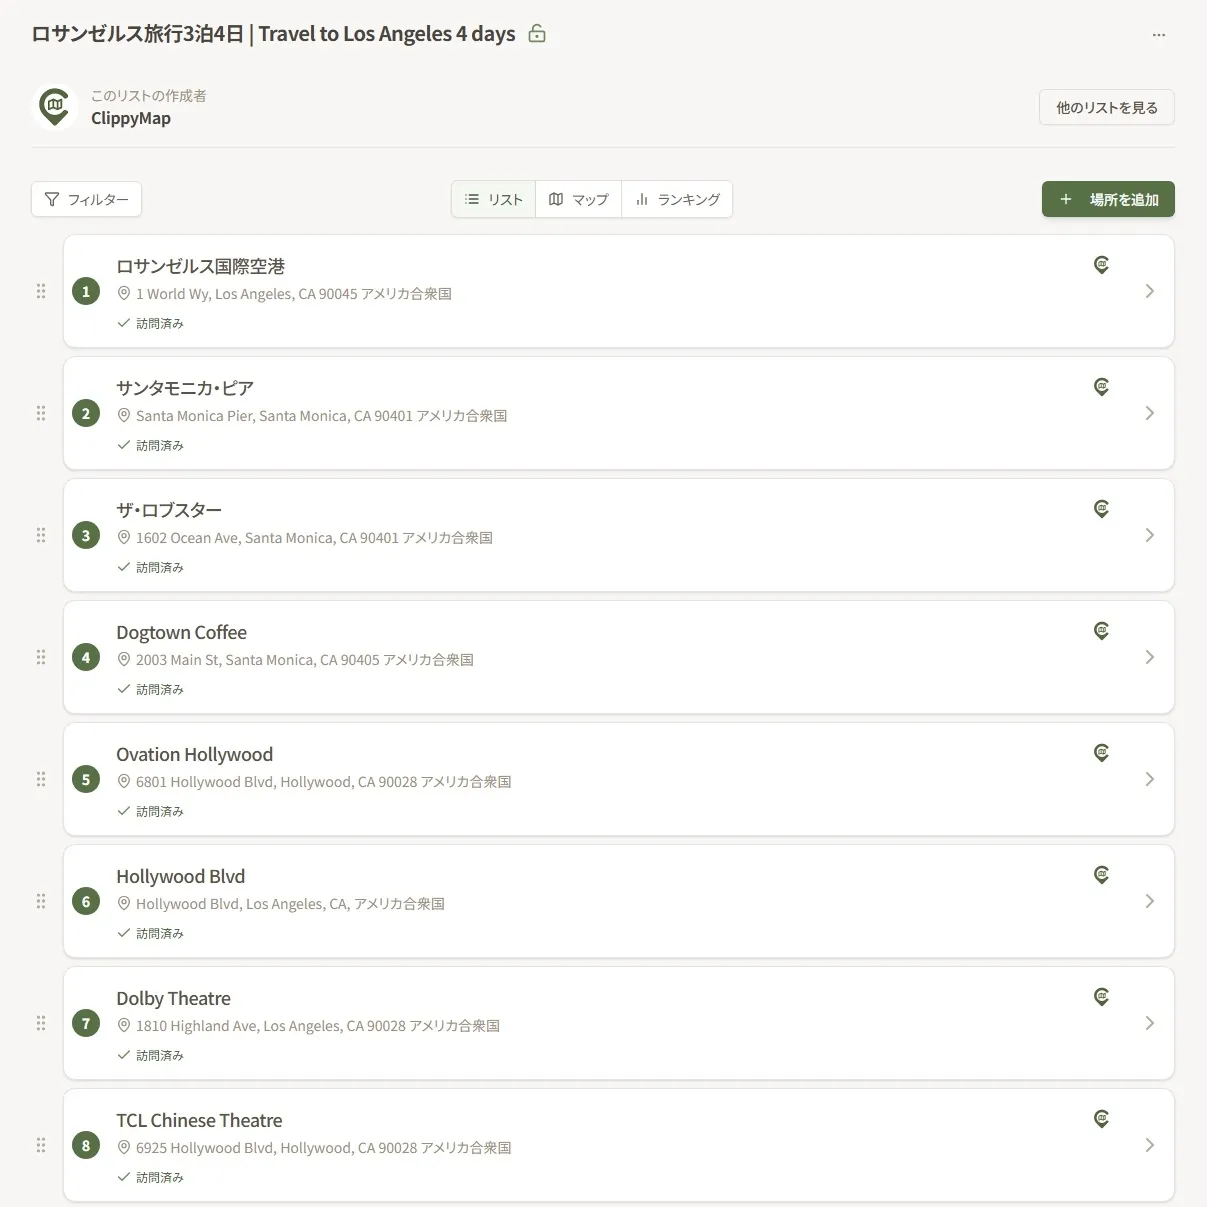 ロサンゼルス旅行3泊4日 | Travel to Los Angeles 4 days
このリストの作成者
ClippyMap
他のリストを見る
フィルター
リスト
マップ
ランキング
場所を追加
1
ロサンゼルス国際空港
1 World Wy, Los Angeles, CA 90045 アメリカ合衆国
訪問済み
2
サンタモニカ・ピア
Santa Monica Pier, Santa Monica, CA 90401 アメリカ合衆国
訪問済み
3
ザ・ロブスター
1602 Ocean Ave, Santa Monica, CA 90401 アメリカ合衆国
訪問済み
4
Dogtown Coffee
2003 Main St, Santa Monica, CA 90405 アメリカ合衆国
訪問済み
5
Ovation Hollywood
6801 Hollywood Blvd, Hollywood, CA 90028 アメリカ合衆国
訪問済み
6
Hollywood Blvd
Hollywood Blvd, Los Angeles, CA, アメリカ合衆国
訪問済み
7
Dolby Theatre
1810 Highland Ave, Los Angeles, CA 90028 アメリカ合衆国
訪問済み
8
TCL Chinese Theatre
6925 Hollywood Blvd, Hollywood, CA 90028 アメリカ合衆国
訪問済み